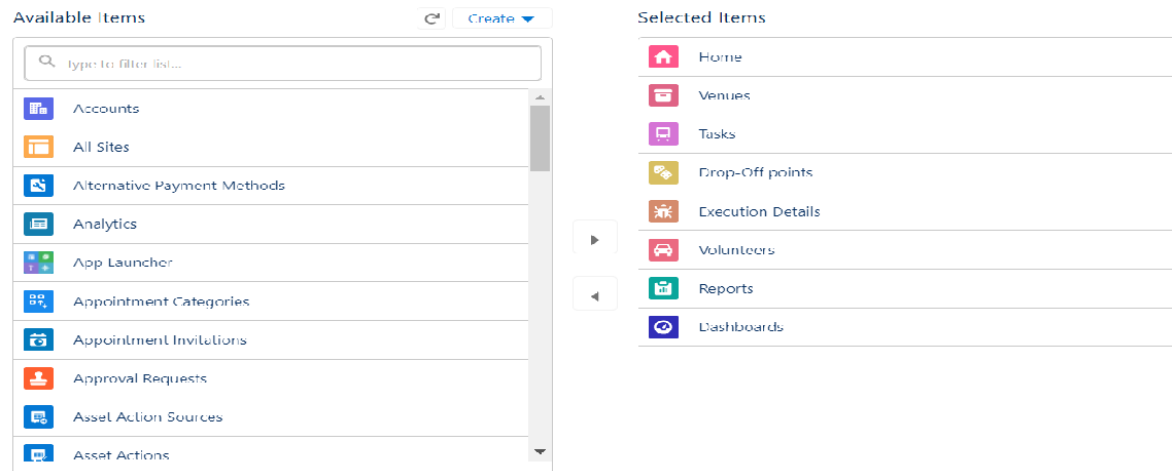 Available Items
Create
Type to filter list...
Accounts
All Sites
Alternative Payment Methods
Analytics
App Launcher
Appointment Categories
Appointment Invitations
Approval Requests
Asset Action Sources
Asset Actions
Selected Items
Home
Venues
Tasks
Drop-Off points
Execution Details
Volunteers
Reports
Dashboards